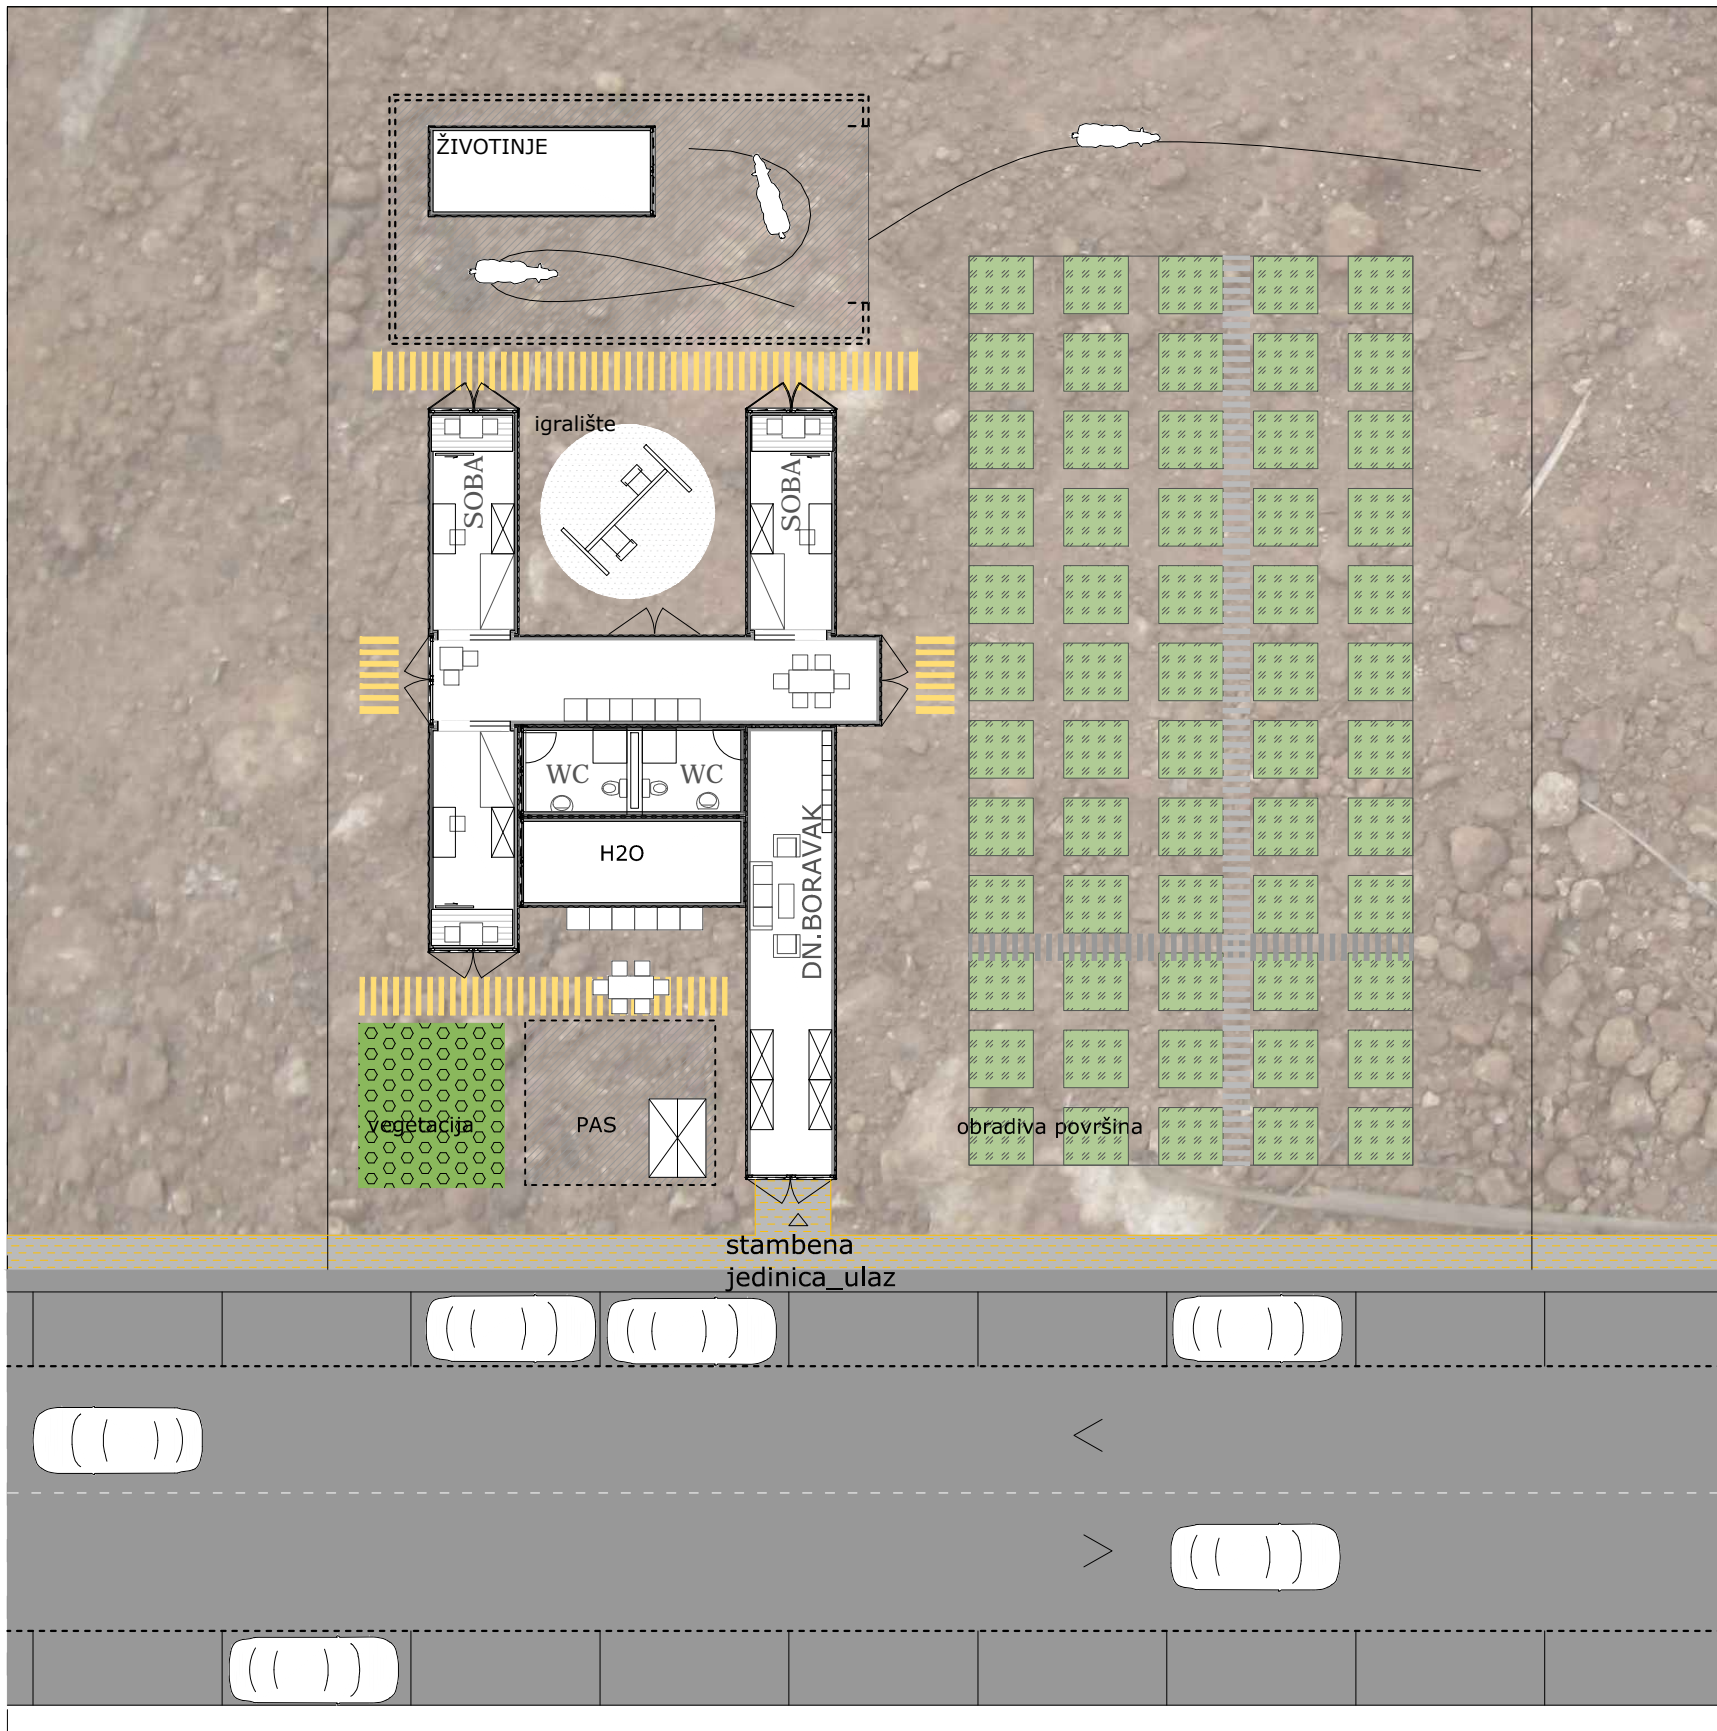 ŽIVOTINJE
igralište
SOBA
SOBA
WC
WC
H2O
DN.BORAVAK
vegetacija
PAS
obradiva površina
stambena
jedinica_ulaz